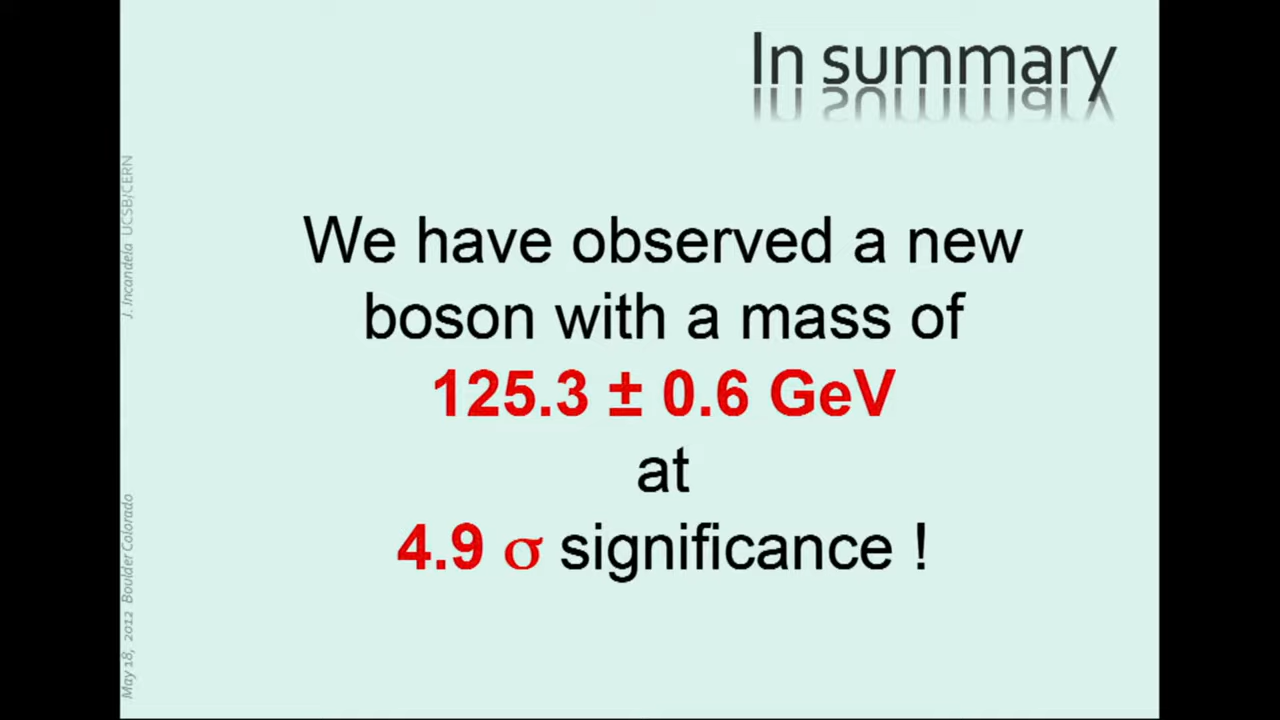 In summary
We have observed a new
boson with a mass of
125.3 ± 0.6 GeV
at
4.9 σ significance !
J. Incandela UCSB/CERN
May 18, 2012 Boulder Colorado